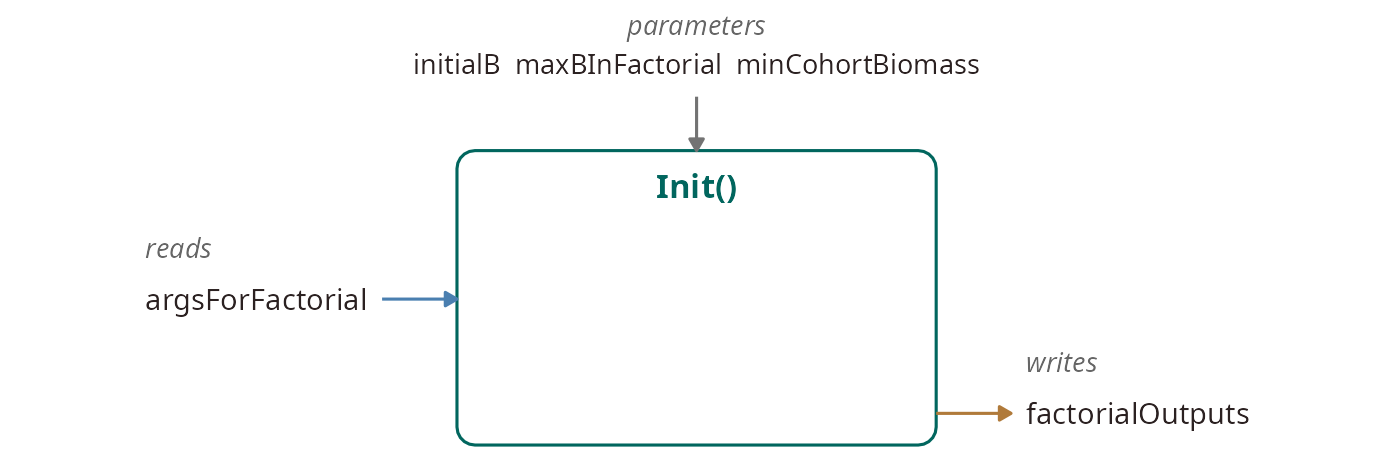 parameters
initialB maxBInFactorial minCohortBiomass
Init()
reads
argsForFactorial
writes
factorialOutputs